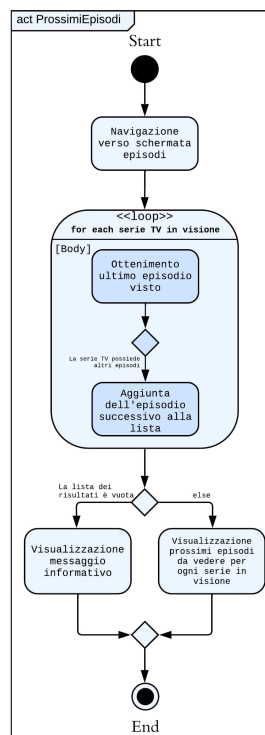 act ProssimiEpisodi
Start
Navigazione
verso schermata
episodi
<<loop>>
for each serie TV in visione
[Body]
Ottenimento
ultimo episodio
visto
La serie TV possiede
altri episodi
Aggiunta
dell'episodio
successivo alla
lista
La lista dei
risultati è vuota
else
Visualizzazione
messaggio
informativo
Visualizzazione
prossimi episodi
da vedere per
ogni serie in
visione
End